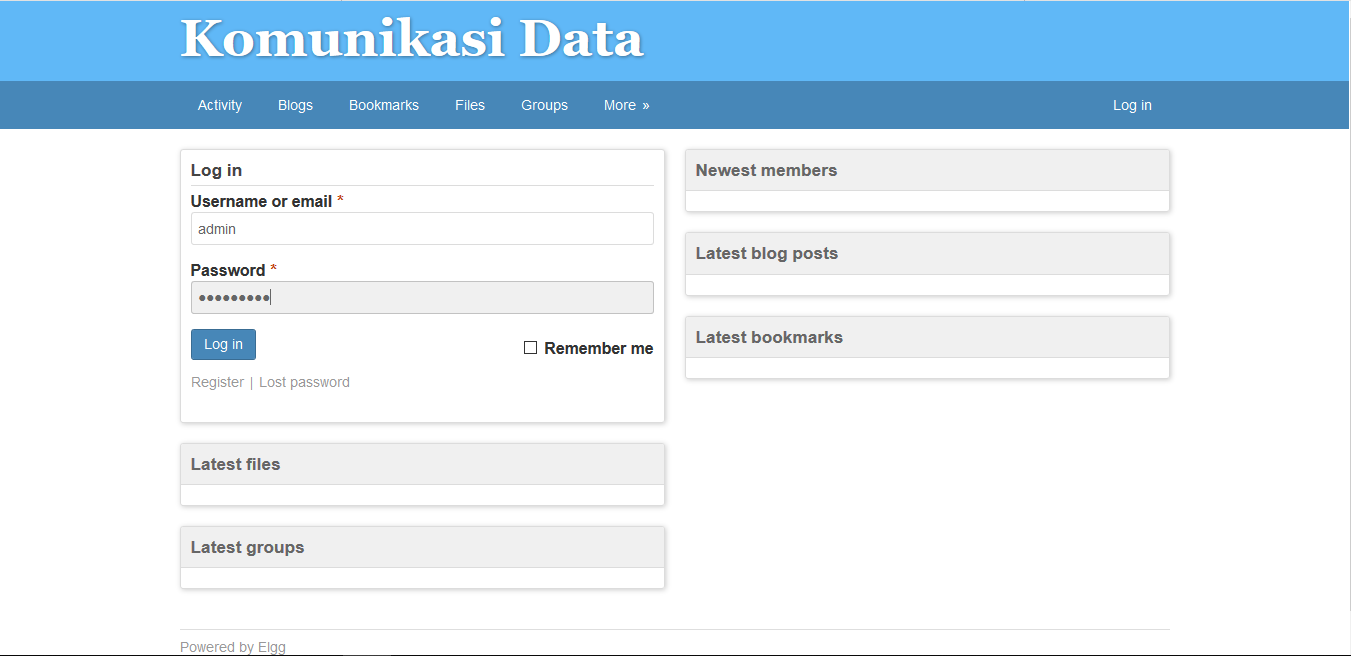 Komunikasi Data
Activity Blogs Bookmarks Files Groups More » Log in
Log in
Username or email *
admin
Password *
•••••••••
Log in
Remember me
Register | Lost password
Latest files
Latest groups
Newest members
Latest blog posts
Latest bookmarks
Powered by Elgg